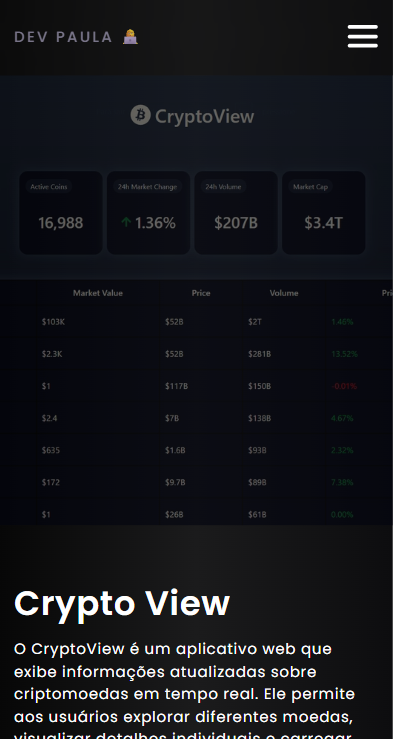 DEV PAULA 👩‍💻
CryptoView
Active Coins 24h Market Change 24h Volume Market Cap
16,988 ↑ 1.36% $207B $3.4T
Market Value Price Volume Pri
$103K $52B $2T 1.46%
$2.3K $52B $281B 13.52%
$1 $117B $150B -0.01%
$2.4 $7B $138B 4.67%
$635 $1.6B $93B 2.32%
$172 $9.7B $89B 7.38%
$1 $26B $61B 0.00%
Crypto View
O CryptoView é um aplicativo web que
exibe informações atualizadas sobre
criptomoedas em tempo real. Ele permite
aos usuários explorar diferentes moedas,
visualizar detalhes individuais e carregar